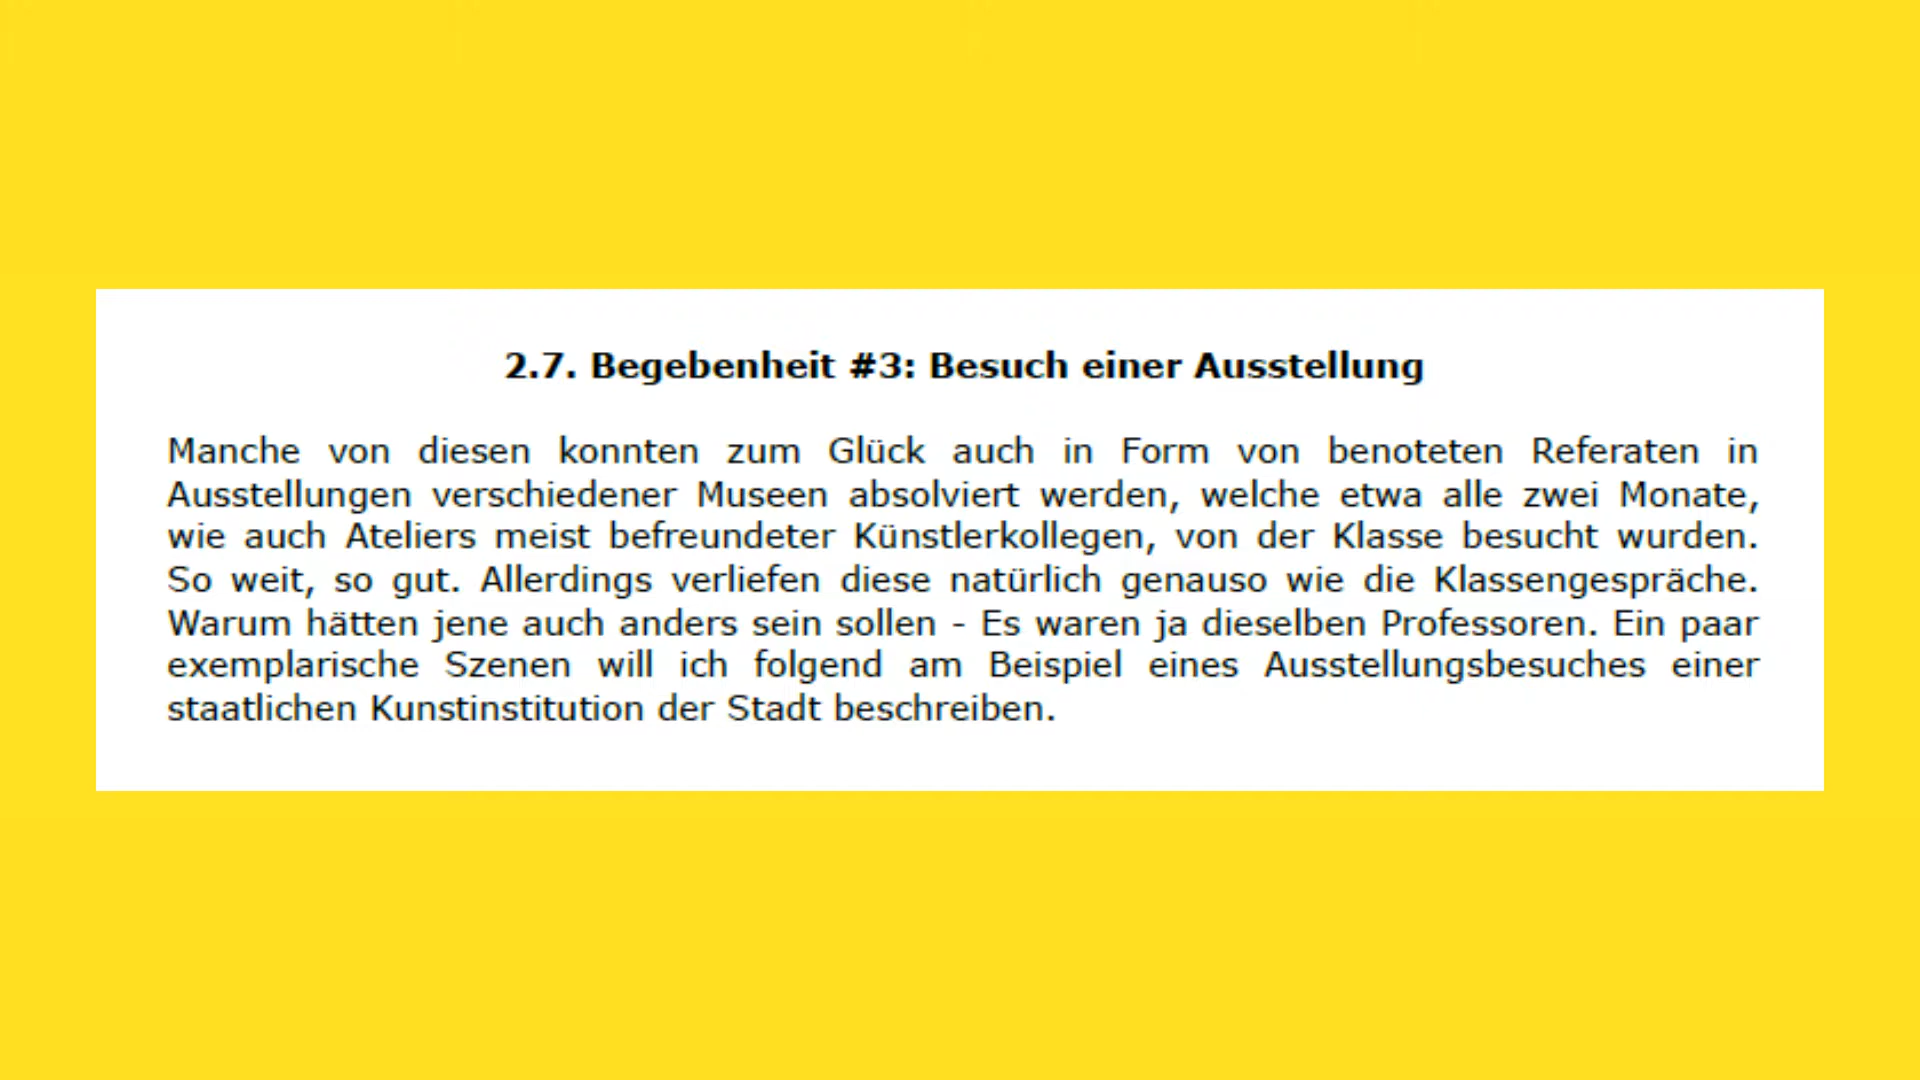 2.7. Begebenheit #3: Besuch einer Ausstellung
Manche von diesen konnten zum Glück auch in Form von benoteten Referaten in
Ausstellungen verschiedener Museen absolviert werden, welche etwa alle zwei Monate,
wie auch Ateliers meist befreundeter Künstlerkollegen, von der Klasse besucht wurden.
So weit, so gut. Allerdings verliefen diese natürlich genauso wie die Klassengespräche.
Warum hätten jene auch anders sein sollen - Es waren ja dieselben Professoren. Ein paar
exemplarische Szenen will ich folgend am Beispiel eines Ausstellungsbesuches einer
staatlichen Kunstinstitution der Stadt beschreiben.